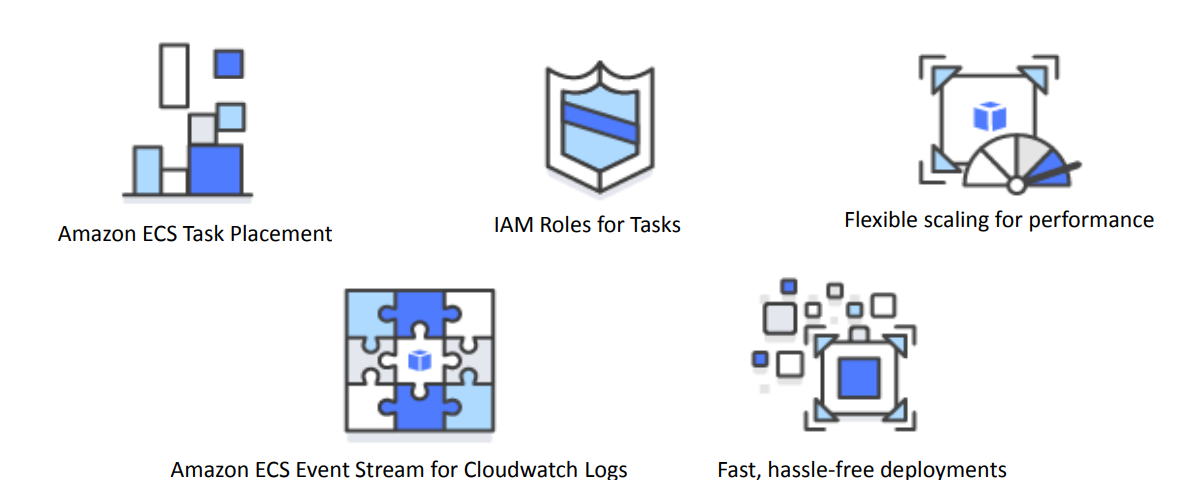 Amazon ECS Task Placement
IAM Roles for Tasks
Flexible scaling for performance
Amazon ECS Event Stream for Cloudwatch Logs
Fast, hassle-free deployments